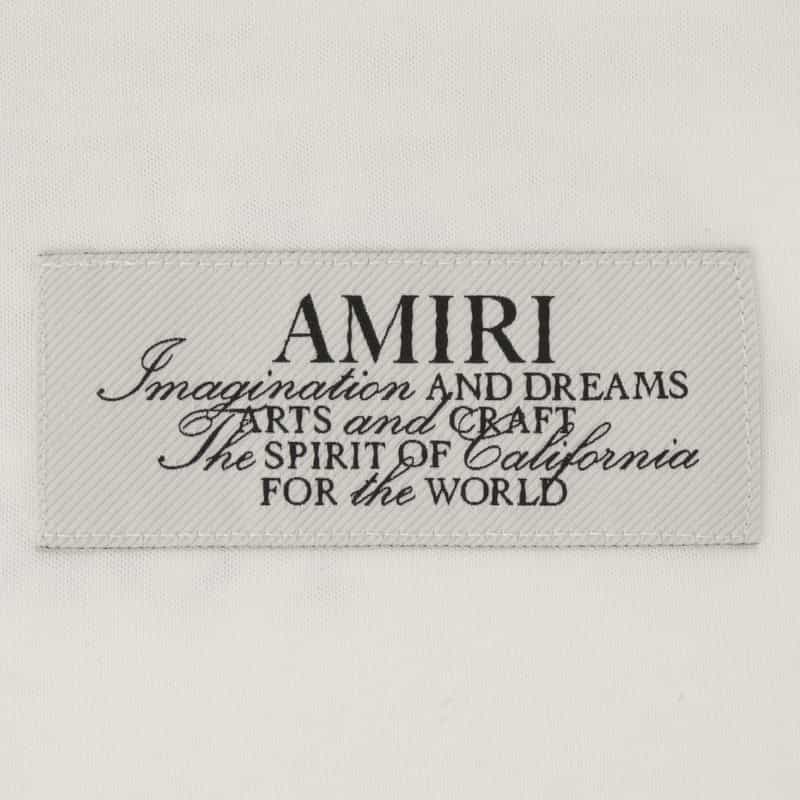 AMIRI
Imagination AND DREAMS
ARTS and CRAFT
The SPIRIT OF California
FOR the WORLD